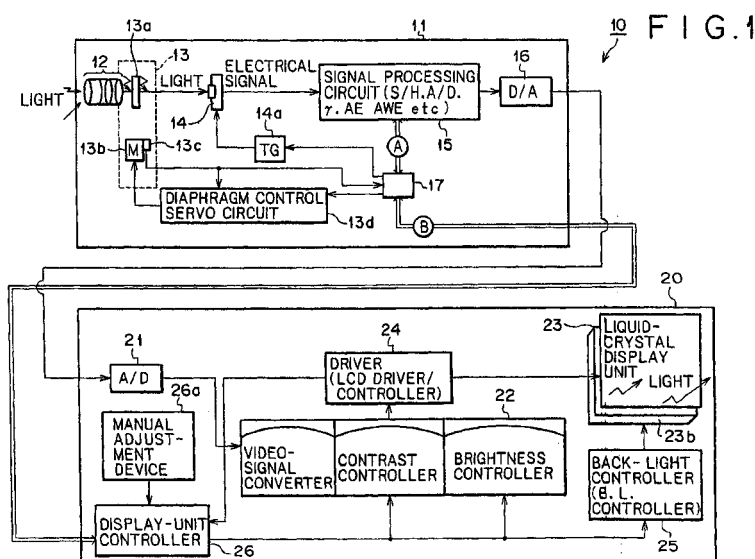 10 FIG.1
11
13a
13
12
LIGHT
LIGHT
ELECTRICAL
SIGNAL
14
14a
TG
SIGNAL PROCESSING
CIRCUIT (S/H.A/D.
γ. AE AWE etc)
15
16
D/A
A
13b
M
13c
17
DIAPHRAGM CONTROL
SERVO CIRCUIT
13d
B
20
21
A/D
24
DRIVER
(LCD DRIVER/
CONTROLLER)
23
LIQUID-
CRYSTAL
DISPLAY
UNIT
LIGHT
23b
26a
MANUAL
ADJUST-
MENT
DEVICE
22
VIDEO-
SIGNAL
CONVERTER
CONTRAST
CONTROLLER
BRIGHTNESS
CONTROLLER
BACK-LIGHT
CONTROLLER
(B.L.
CONTROLLER)
25
DISPLAY-UNIT
CONTROLLER
26